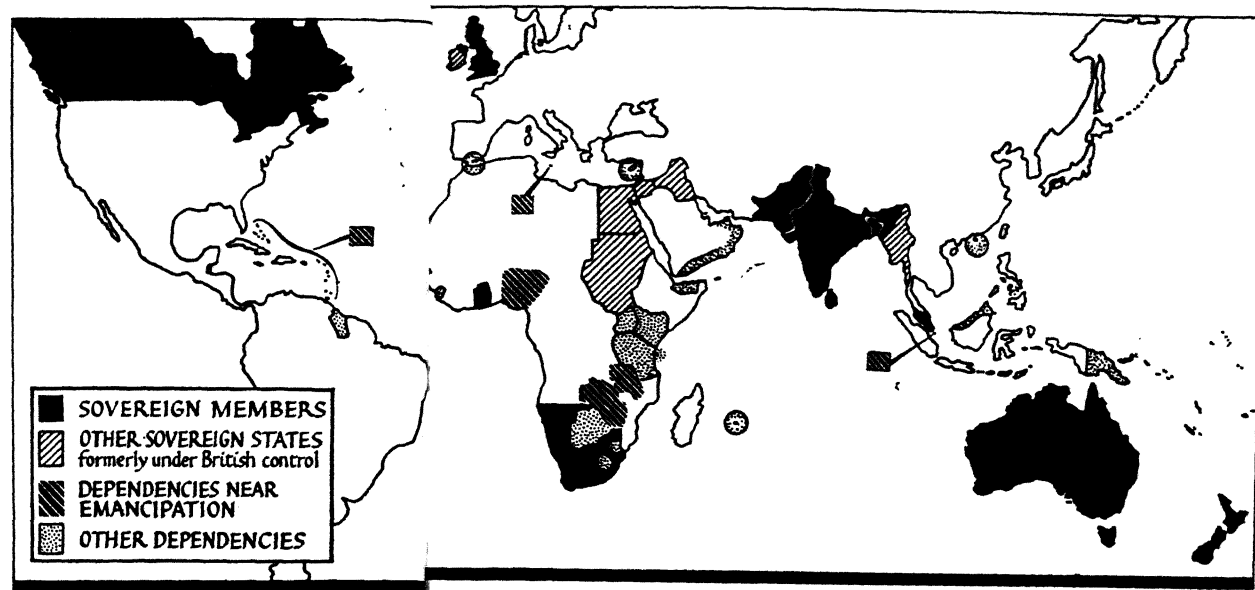 SOVEREIGN MEMBERS
OTHER SOVEREIGN STATES
formerly under British control
DEPENDENCIES NEAR
EMANCIPATION
OTHER DEPENDENCIES